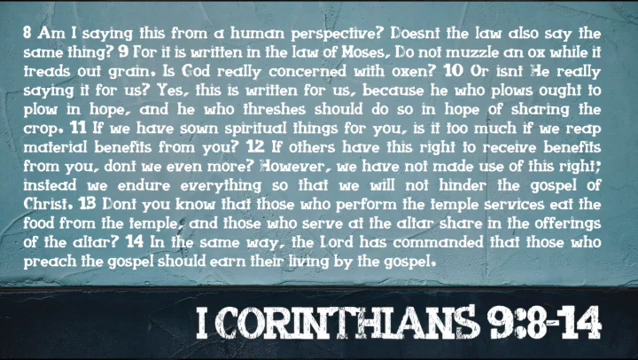 8 Am I saying this from a human perspective? Doesnt the law also say the
same thing? 9 For it is written in the law of Moses, Do not muzzle an ox while it
treads out grain. Is God really concerned with oxen? 10 Or isnt He really
saying it for us? Yes, this is written for us, because he who plows ought to
plow in hope, and he who threshes should do so in hope of sharing the
crop. 11 If we have sown spiritual things for you, is it too much if we reap
material benefits from you? 12 If others have this right to receive benefits
from you, dont we even more? However, we have not made use of this right;
instead we endure everything so that we will not hinder the gospel of
Christ. 13 Dont you know that those who perform the temple services eat the
food from the temple, and those who serve at the altar share in the offerings
of the altar? 14 In the same way, the Lord has commanded that those who
preach the gospel should earn their living by the gospel.
I CORINTHIANS 9:8-14